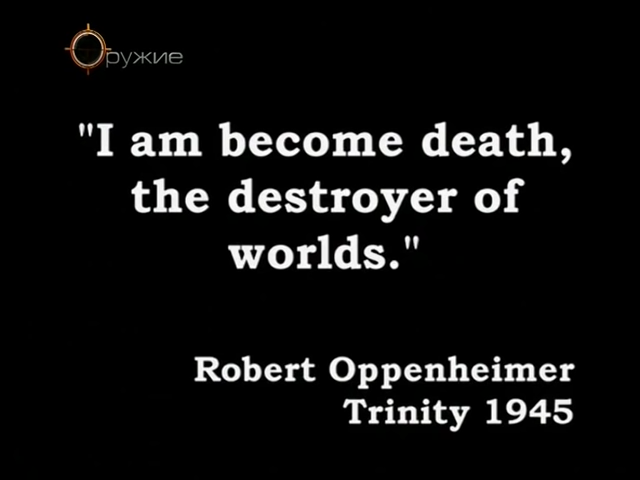 Оружие
"I am become death,
the destroyer of
worlds."
Robert Oppenheimer
Trinity 1945